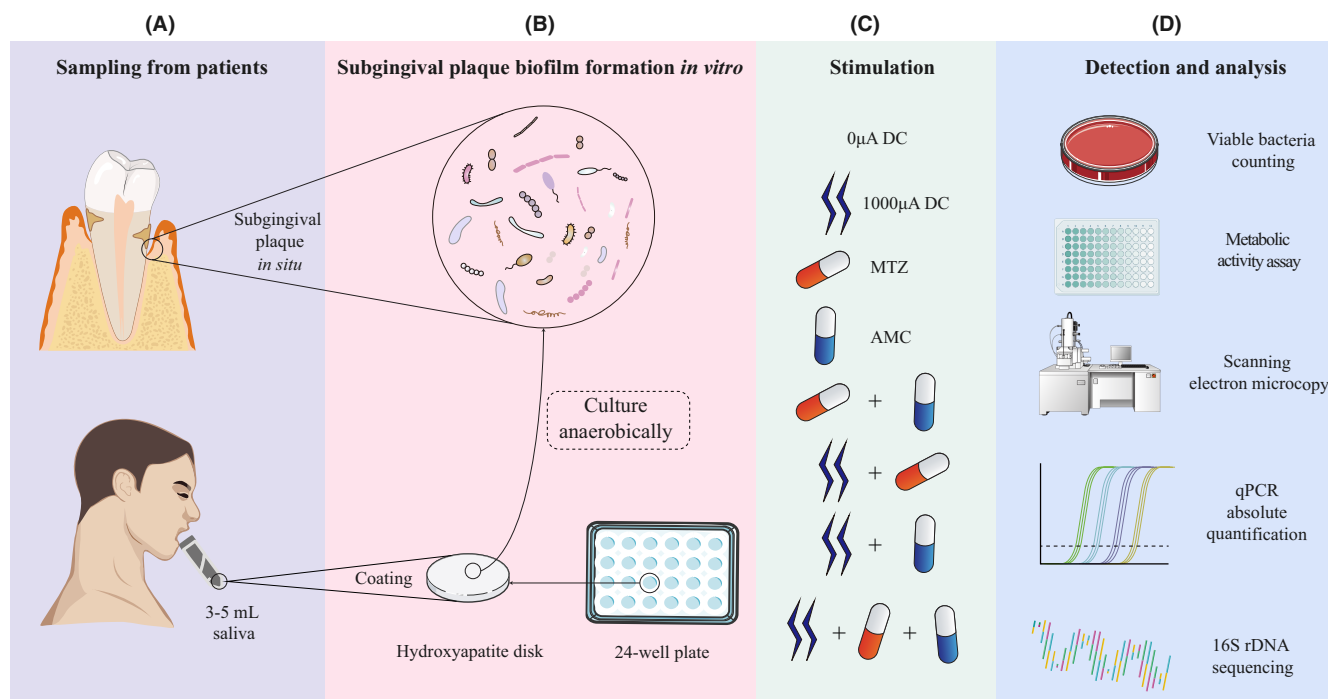 (A)
(B)
(C)
(D)
Sampling from patients
Subgingival plaque biofilm formation in vitro
Stimulation
Detection and analysis
Subgingival
plaque
in situ
3-5 mL
saliva
Culture
anaerobically
Coating
Hydroxyapatite disk
24-well plate
0μA DC
1000μA DC
MTZ
AMC
+
+
+
+ +
Viable bacteria
counting
Metabolic
activity assay
Scanning
electron microcopy
qPCR
absolute
quantification
16S rDNA
sequencing